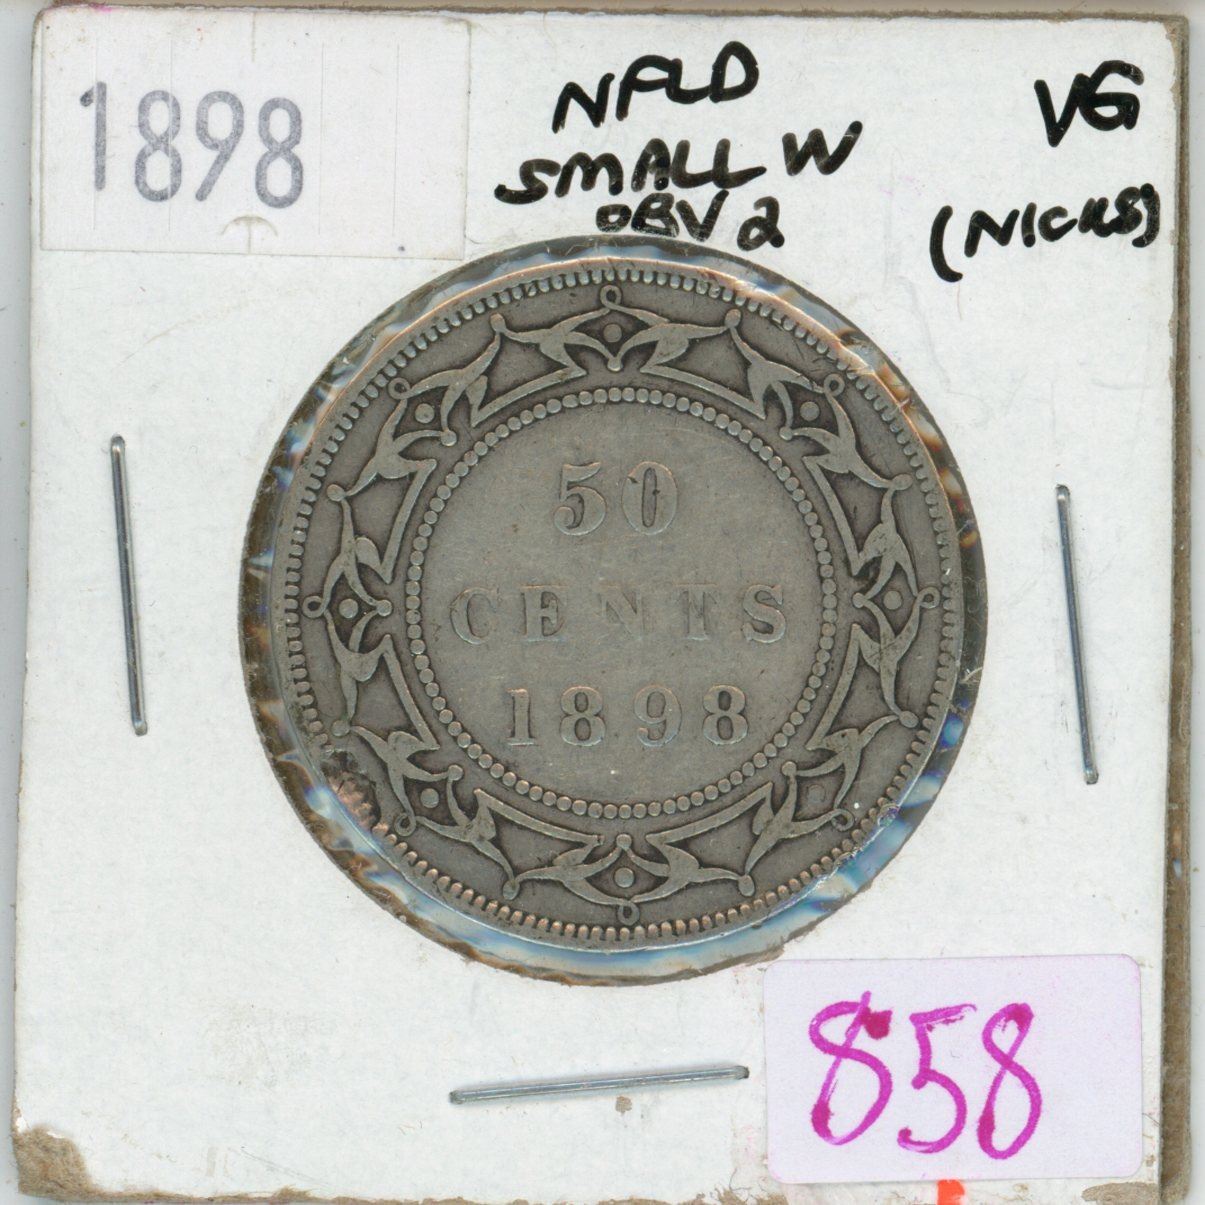 1898
NFLD
SMALL W
OBV 2
VG
(NICKS)
50
CENTS
1898
858